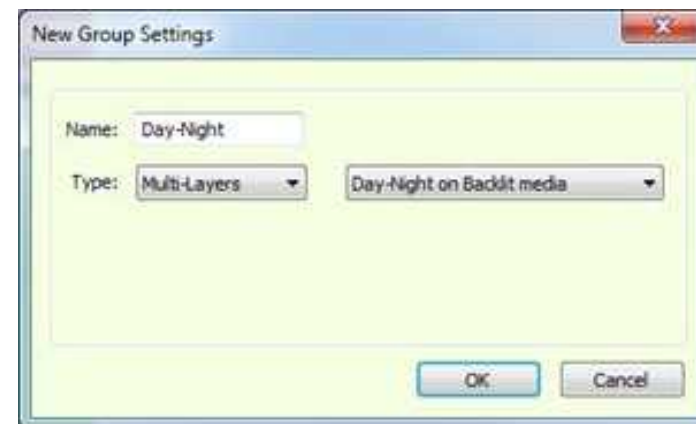 New Group Settings
Name: Day-Night
Type: Multi-Layers Day-Night on Backlit media
OK Cancel